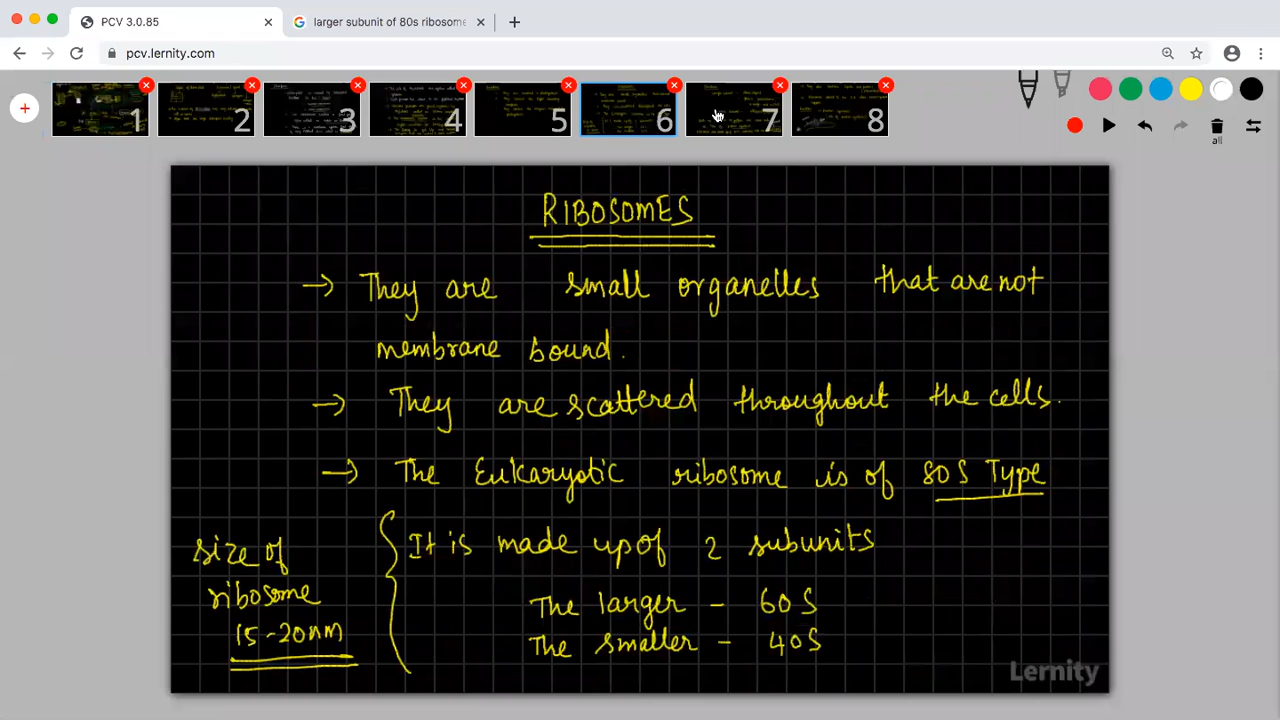 PCV 3.0.85
larger subunit of 80s ribosome
pcv.lernity.com
1 2 3 4 5 6 7 8
all
RIBOSOMES
→ They are small organelles that are not
membrane bound.
→ They are scattered throughout the cells.
→ The Eukaryotic ribosome is of 80S Type
size of
ribosome
15-20nm
It is made up of 2 subunits
The larger - 60S
The smaller - 40S
Lernity